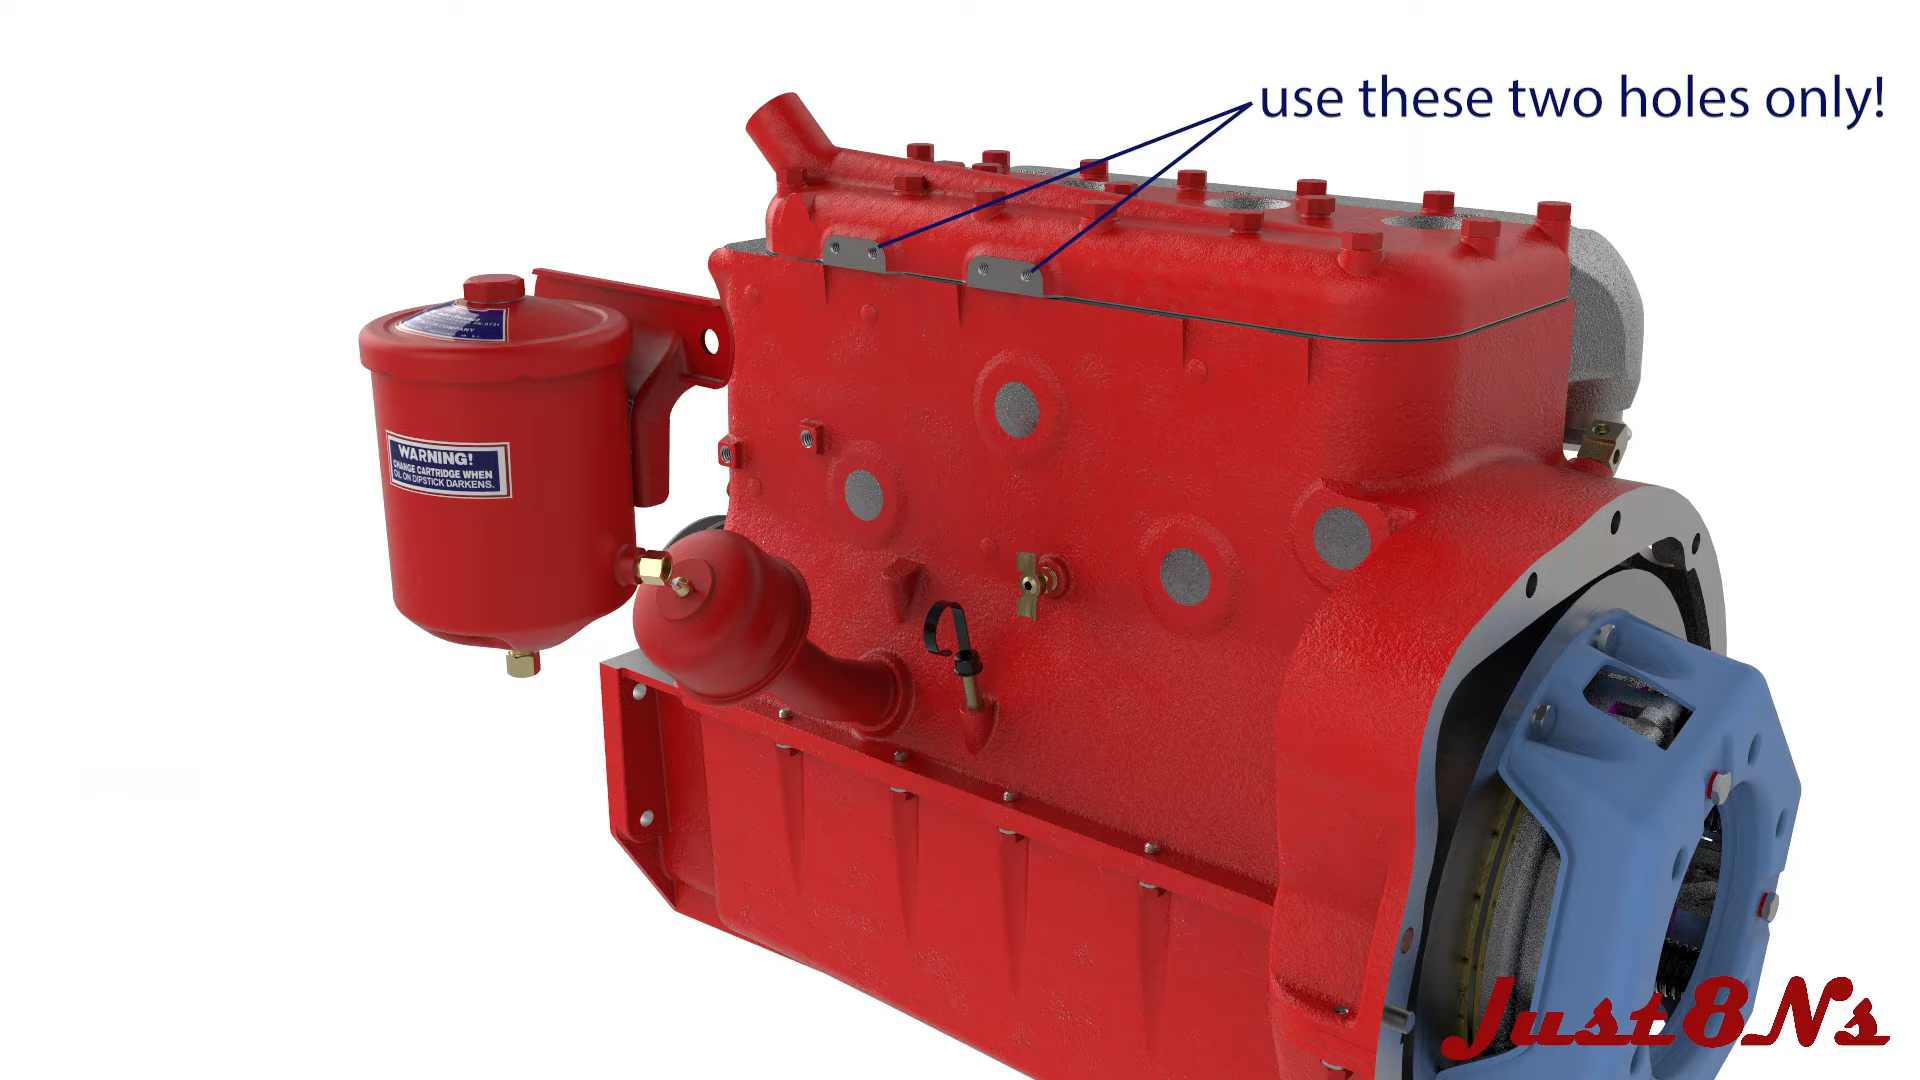 use these two holes only!
WARNING!
CHANGE CARTRIDGE WHEN
OIL ON DIPSTICK DARKENS.
Just8Ns